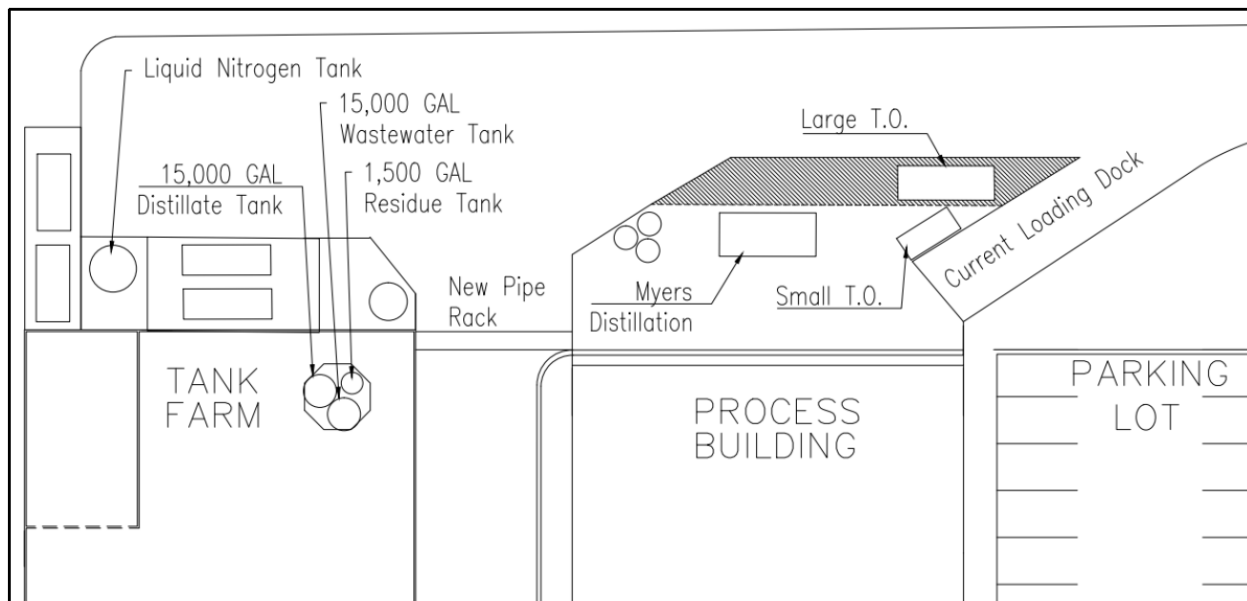 Liquid Nitrogen Tank
15,000 GAL
Wastewater Tank
15,000 GAL
Distillate Tank
1,500 GAL
Residue Tank
Large T.O.
Current Loading Dock
New Pipe
Rack
Myers
Distillation
Small T.O.
TANK
FARM
PROCESS
BUILDING
PARKING
LOT